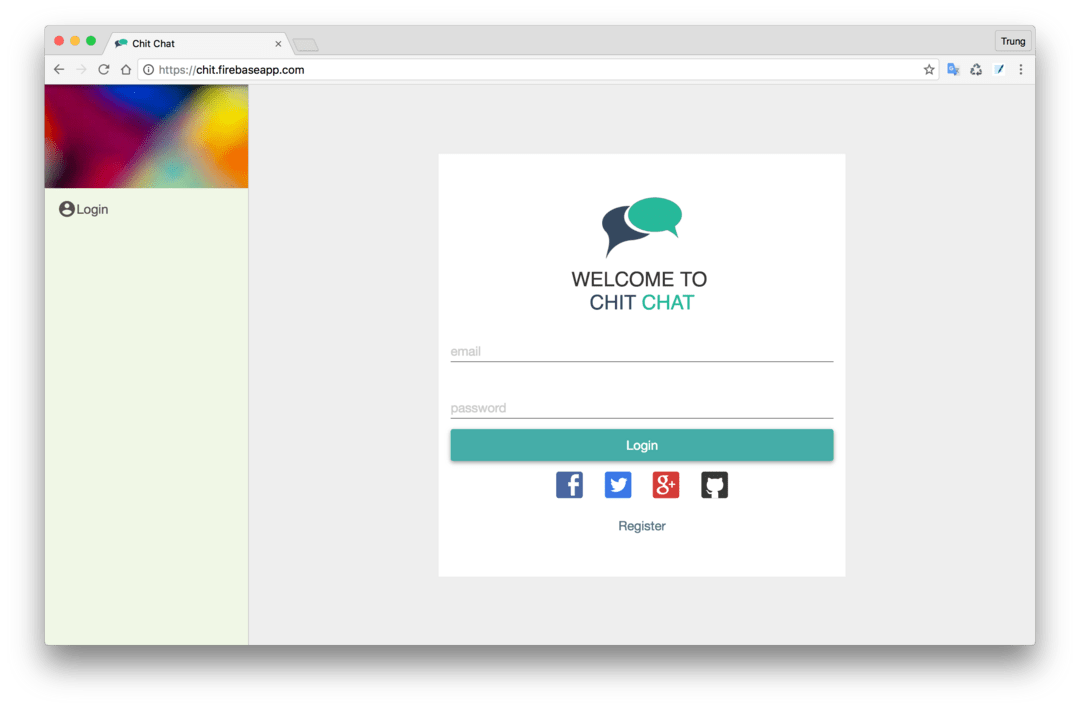 Chit Chat
Trung
https://chit.firebaseapp.com
Login
WELCOME TO
CHIT CHAT
email
password
Login
f
g+
Register